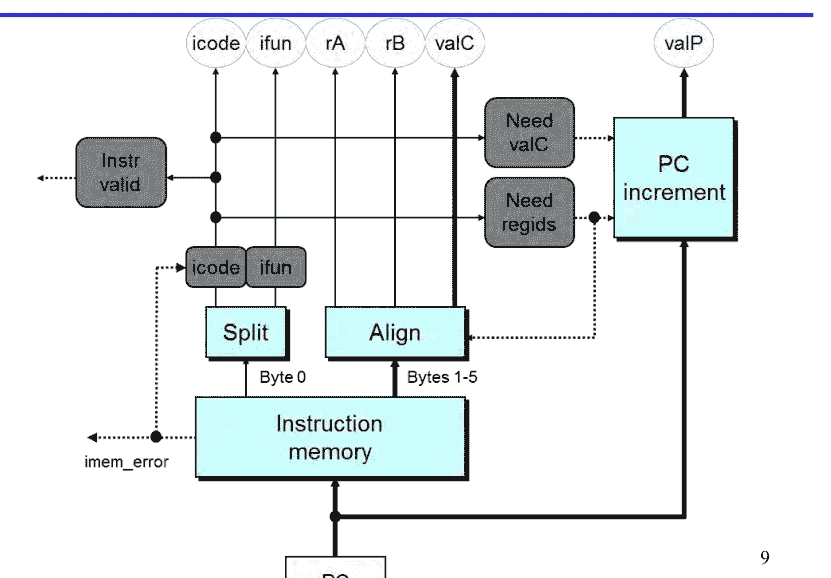 icode ifun rA rB valC valP
Need
valC
Instr
valid
PC
increment
Need
regids
icode ifun
Split Align
Byte 0 Bytes 1-5
Instruction
memory
imem_error
9
PC